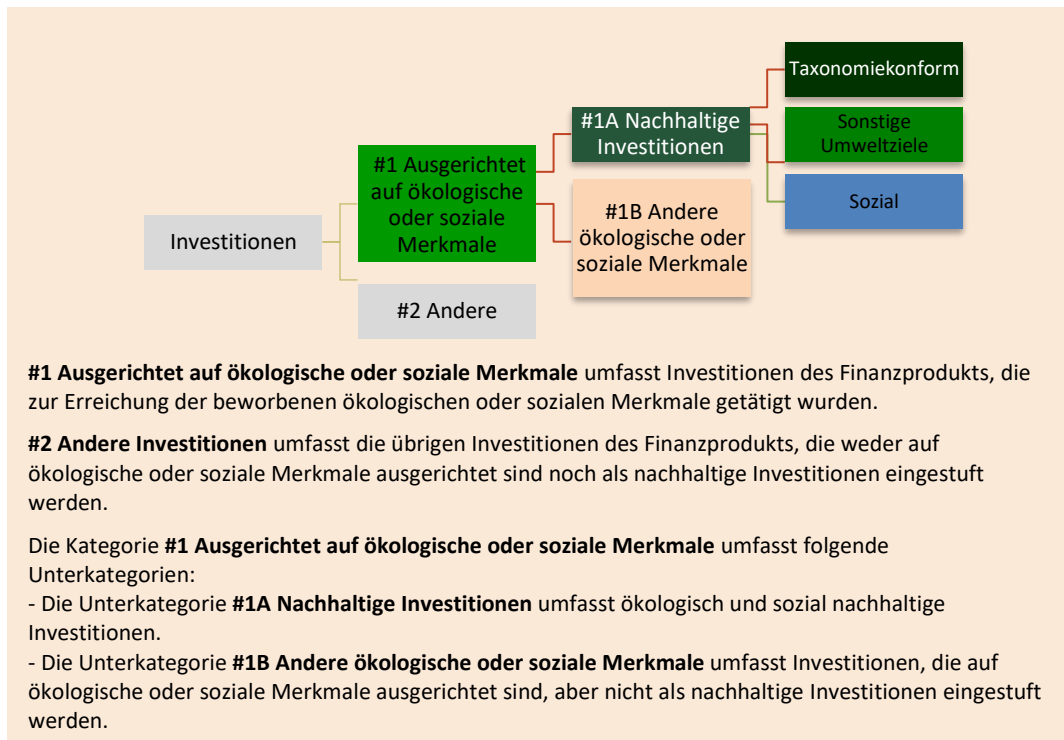 Taxonomiekonform
#1A Nachhaltige
Investitionen
Sonstige
Umweltziele
#1 Ausgerichtet
auf ökologische
oder soziale
Merkmale
Sozial
#1B Andere
ökologische oder
soziale Merkmale
Investitionen
#2 Andere
#1 Ausgerichtet auf ökologische oder soziale Merkmale umfasst Investitionen des Finanzprodukts, die
zur Erreichung der beworbenen ökologischen oder sozialen Merkmale getätigt wurden.
#2 Andere Investitionen umfasst die übrigen Investitionen des Finanzprodukts, die weder auf
ökologische oder soziale Merkmale ausgerichtet sind noch als nachhaltige Investitionen eingestuft
werden.
Die Kategorie #1 Ausgerichtet auf ökologische oder soziale Merkmale umfasst folgende
Unterkategorien:
- Die Unterkategorie #1A Nachhaltige Investitionen umfasst ökologisch und sozial nachhaltige
Investitionen.
- Die Unterkategorie #1B Andere ökologische oder soziale Merkmale umfasst Investitionen, die auf
ökologische oder soziale Merkmale ausgerichtet sind, aber nicht als nachhaltige Investitionen eingestuft
werden.